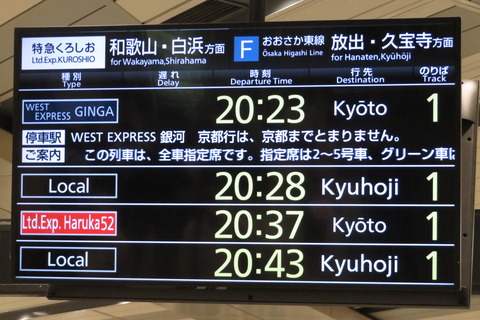 特急くろしお 和歌山・白浜方面 F おおさか東線 放出・久宝寺方面
Ltd.Exp.KUROSHIO for Wakayama,Shirahama Osaka Higashi Line for Hanaten,Kyūhōji
種別 遅れ 時刻 行先 のりば
Type Delay Departure Time Destination Track
WEST EXPRESS GINGA 20:23 Kyōto 1
停車駅 WEST EXPRESS 銀河 京都行は、京都までとまりません。
ご案内 この列車は、全車指定席です。指定席は2〜5号車、グリーン車は
Local 20:28 Kyuhoji 1
Ltd.Exp. Haruka52 20:37 Kyōto 1
Local 20:43 Kyuhoji 1